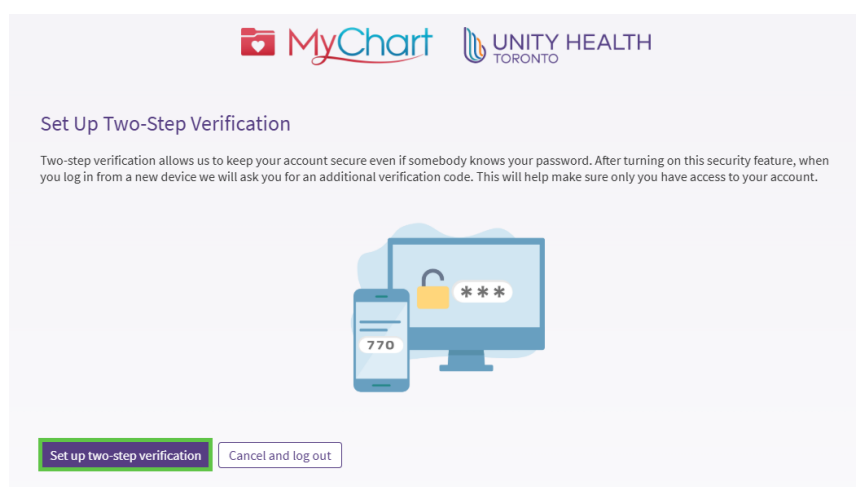 MyChart UNITY HEALTH
TORONTO
Set Up Two-Step Verification
Two-step verification allows us to keep your account secure even if somebody knows your password. After turning on this security feature, when
you log in from a new device we will ask you for an additional verification code. This will help make sure only you have access to your account.
***
770
Set up two-step verification Cancel and log out